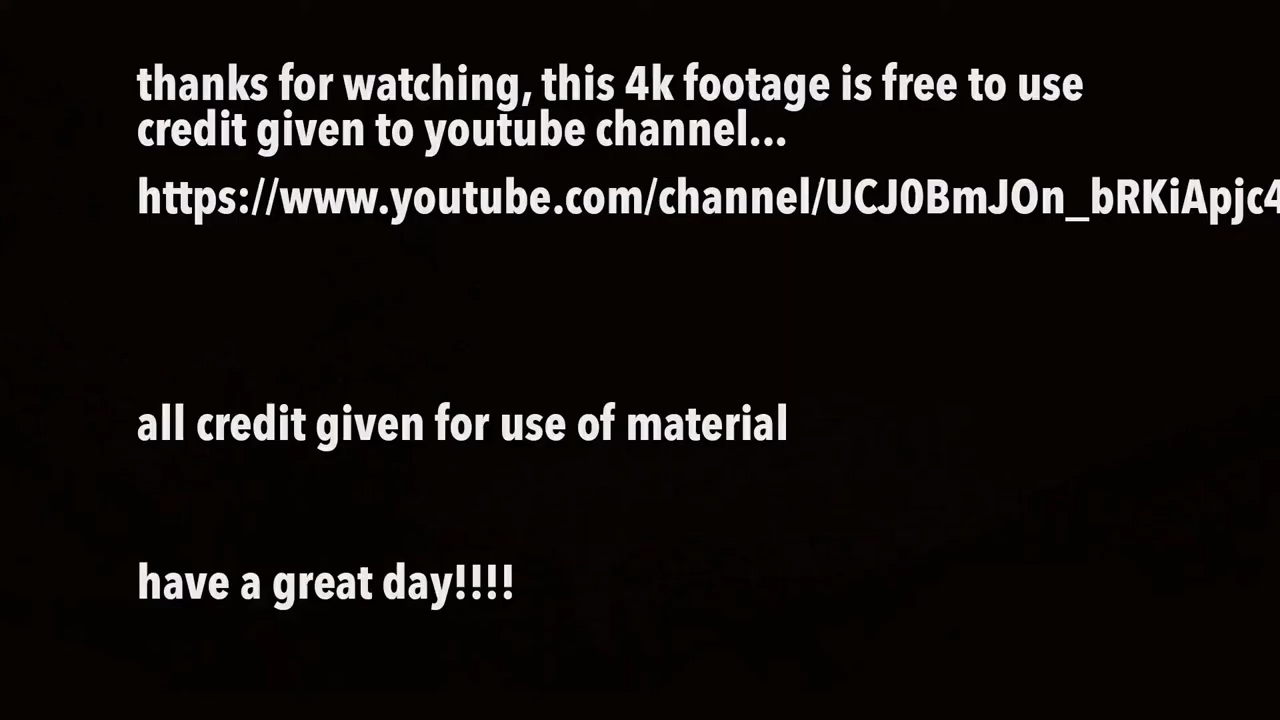 thanks for watching, this 4k footage is free to use
credit given to youtube channel...
https://www.youtube.com/channel/UCJ0BmJOn_bRKiApjc4
all credit given for use of material
have a great day!!!!